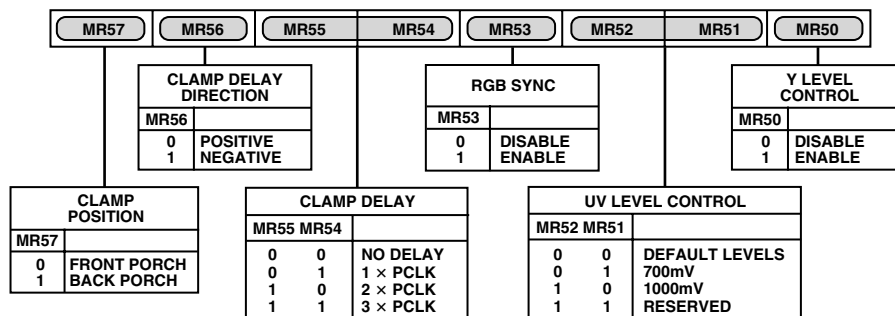 MR57 MR56 MR55 MR54 MR53 MR52 MR51 MR50
CLAMP DELAY
DIRECTION
MR56
0 POSITIVE
1 NEGATIVE
RGB SYNC
MR53
0 DISABLE
1 ENABLE
Y LEVEL
CONTROL
MR50
0 DISABLE
1 ENABLE
CLAMP
POSITION
MR57
0 FRONT PORCH
1 BACK PORCH
CLAMP DELAY
MR55 MR54
0 0 NO DELAY
0 1 1 × PCLK
1 0 2 × PCLK
1 1 3 × PCLK
UV LEVEL CONTROL
MR52 MR51
0 0 DEFAULT LEVELS
0 1 700mV
1 0 1000mV
1 1 RESERVED